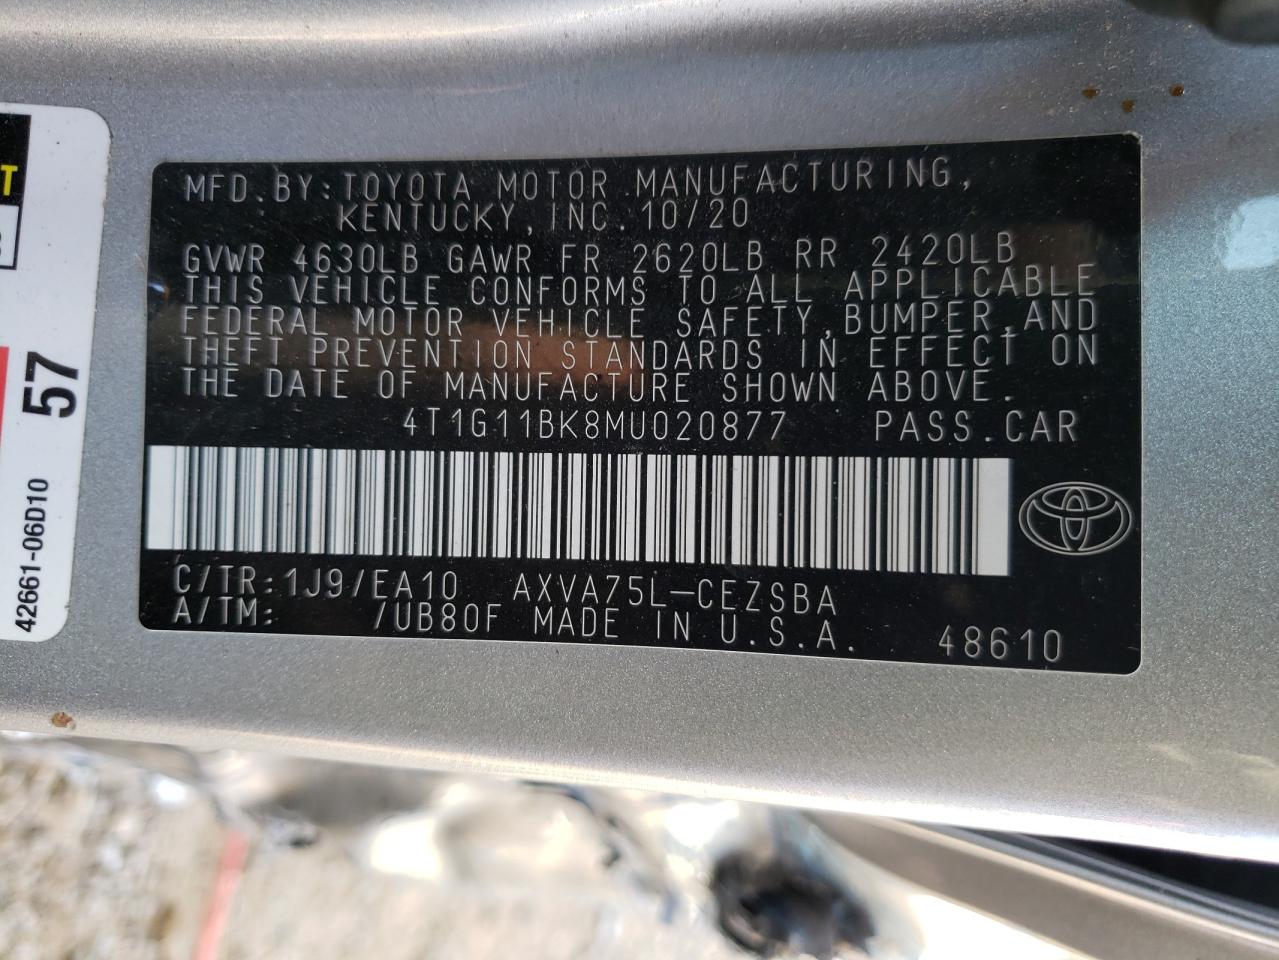 MFD.BY:TOYOTA MOTOR MANUFACTURING,
KENTUCKY,INC.10/20
GVWR 4630LB GAWR FR 2620LB RR 2420LB
THIS VEHICLE CONFORMS TO ALL APPLICABLE
FEDERAL MOTOR VEHICLE SAFETY,BUMPER,AND
THEFT PREVENTION STANDARDS IN EFFECT ON
THE DATE OF MANUFACTURE SHOWN ABOVE.
4T1G11BK8MU020877 PASS.CAR
C/TR:1J9/EA10 AXVA75L-CEZSBA
A/TM: /UB80F MADE IN U.S.A. 48610
T
57
42661-06D10